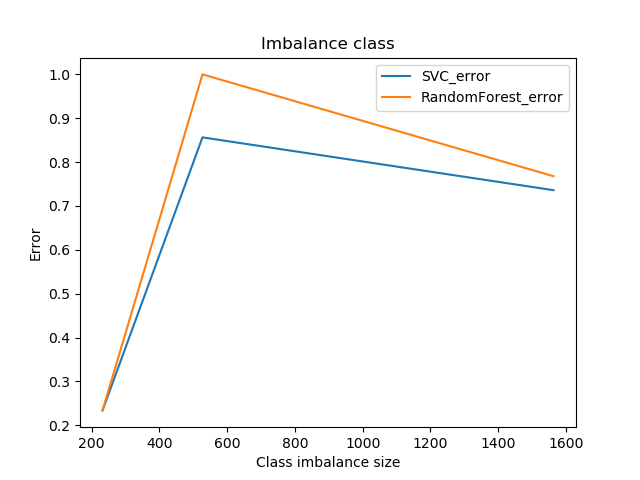 Imbalance class
SVC_error
RandomForest_error
1.0
0.9
0.8
0.7
0.6
0.5
0.4
0.3
0.2
Error
200 400 600 800 1000 1200 1400 1600
Class imbalance size